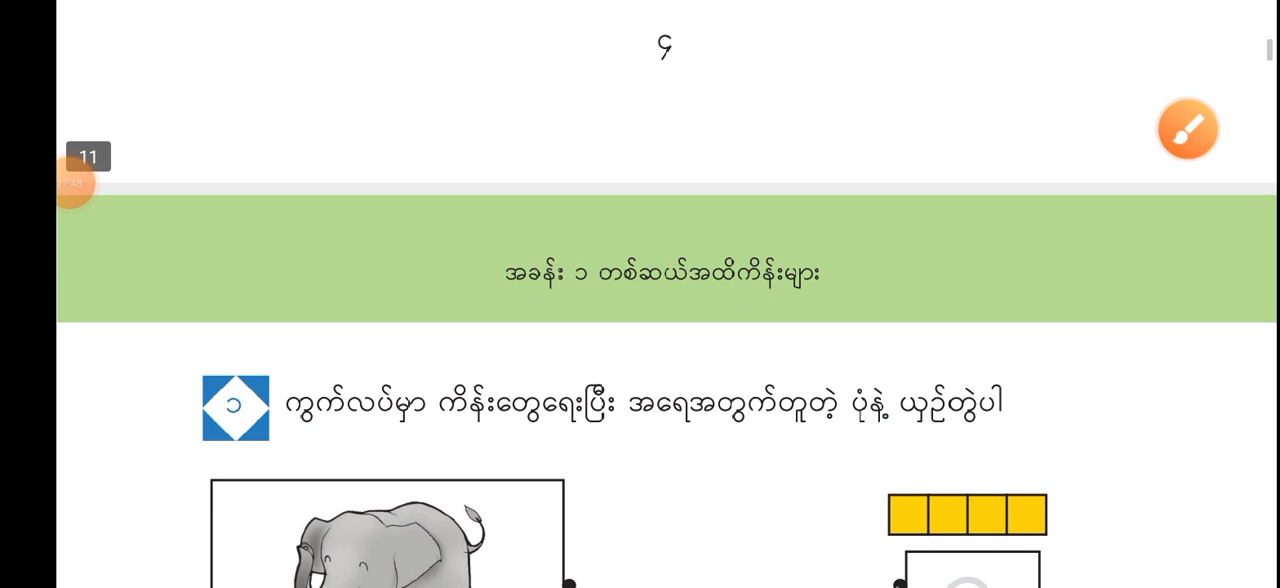 ၄
11
17:48
အခန်း ၁ တစ်ဆယ်အထိကိန်းများ
၁ ကွက်လပ်မှာ ကိန်းတွေရေးပြီး အရေအတွက်တူတဲ့ ပုံနဲ့ ယှဉ်တွဲပါ